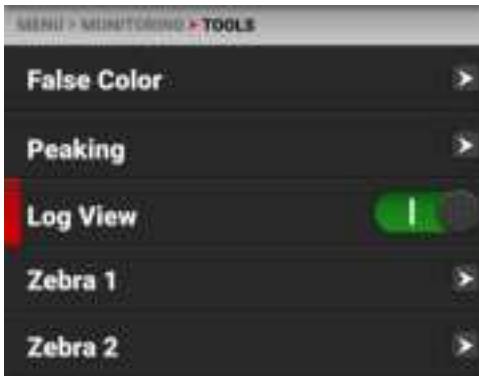 MENU > MONITORING ▸ TOOLS
False Color
Peaking
Log View
Zebra 1
Zebra 2